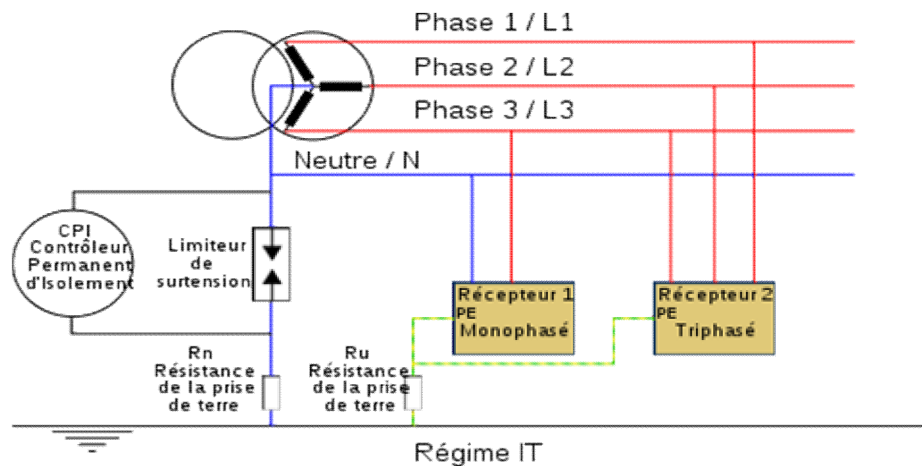 Phase 1 / L1
Phase 2 / L2
Phase 3 / L3
Neutre / N
CPI
Contrôleur
Permanent
d'Isolement
Limiteur
de
surtension
Récepteur 1
PE
Monophasé
Récepteur 2
PE
Triphasé
Rn
Résistance
de la prise
de terre
Ru
Résistance
de la prise
de terre
Régime IT